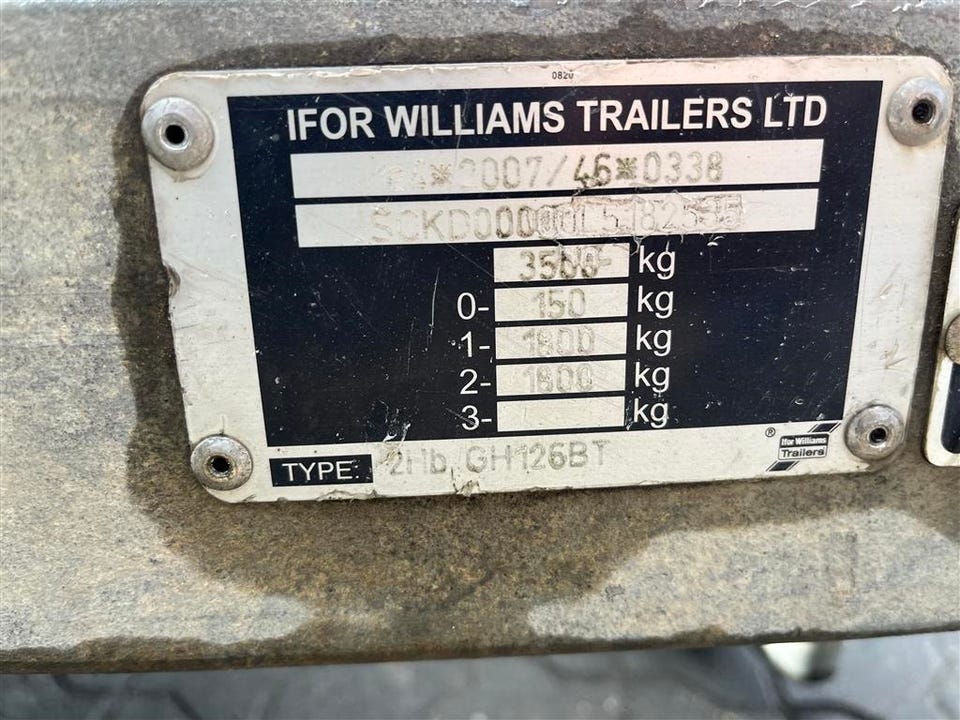 0820
IFOR WILLIAMS TRAILERS LTD
*2007/46*0338
3500 kg
0- 150 kg
1- 1800 kg
2- 1800 kg
3- kg
TYPE: 2Hb GH126BT
® Ifor Williams
Trailers